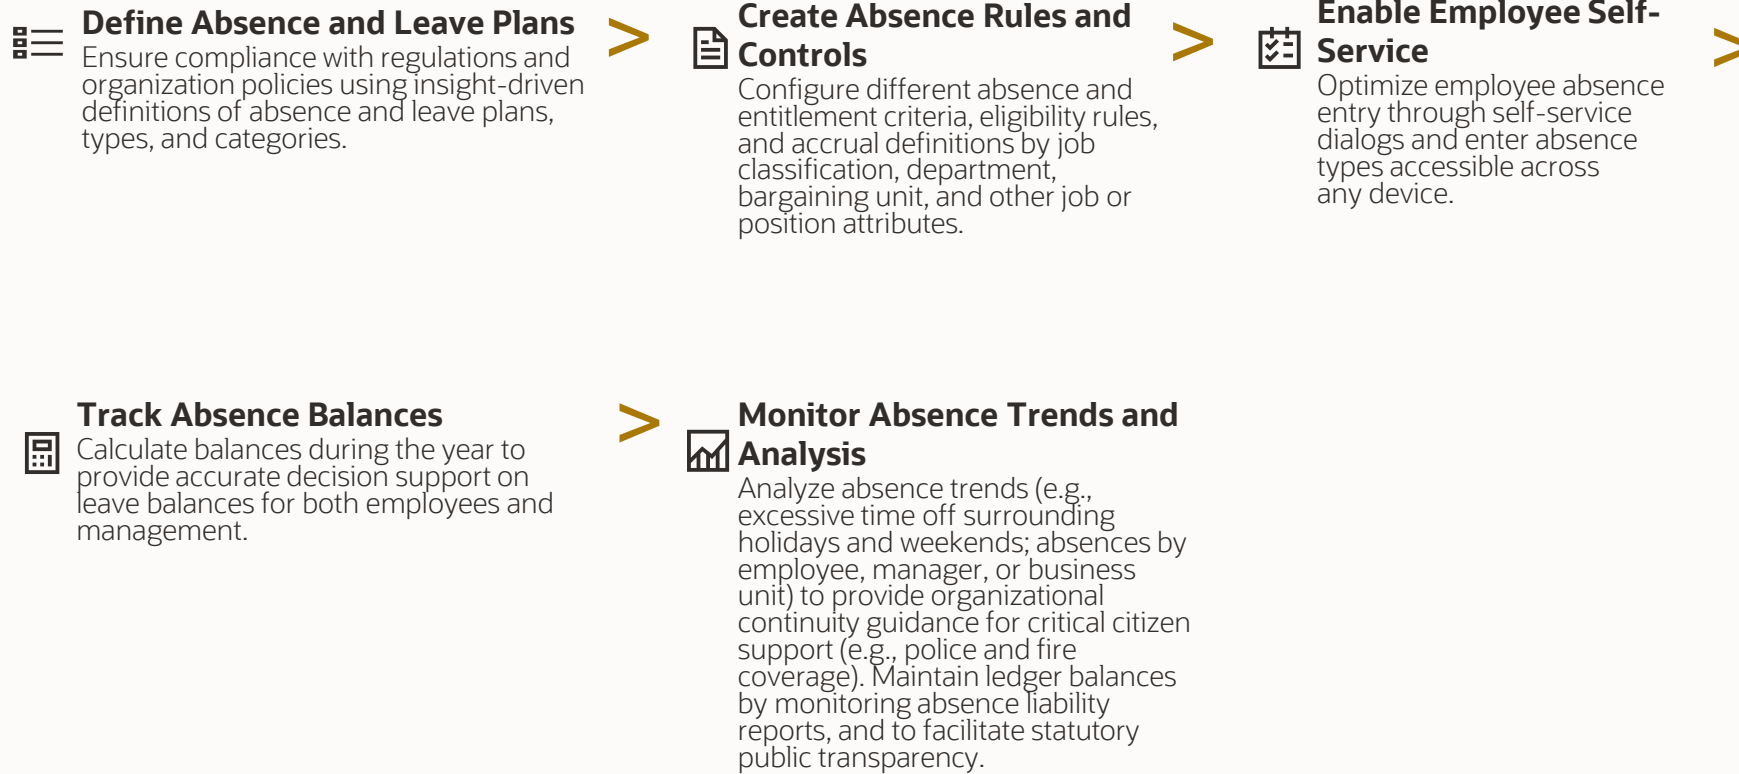 Define Absence and Leave Plans
Ensure compliance with regulations and
organization policies using insight-driven
definitions of absence and leave plans,
types, and categories.
>
Create Absence Rules and
Controls
Configure different absence and
entitlement criteria, eligibility rules,
and accrual definitions by job
classification, department,
bargaining unit, and other job or
position attributes.
>
Enable Employee Self-
Service
Optimize employee absence
entry through self-service
dialogs and enter absence
types accessible across
any device.
>
Track Absence Balances
Calculate balances during the year to
provide accurate decision support on
leave balances for both employees and
management.
>
Monitor Absence Trends and
Analysis
Analyze absence trends (e.g.,
excessive time off surrounding
holidays and weekends; absences by
employee, manager, or business
unit) to provide organizational
continuity guidance for critical citizen
support (e.g., police and fire
coverage). Maintain ledger balances
by monitoring absence liability
reports, and to facilitate statutory
public transparency.